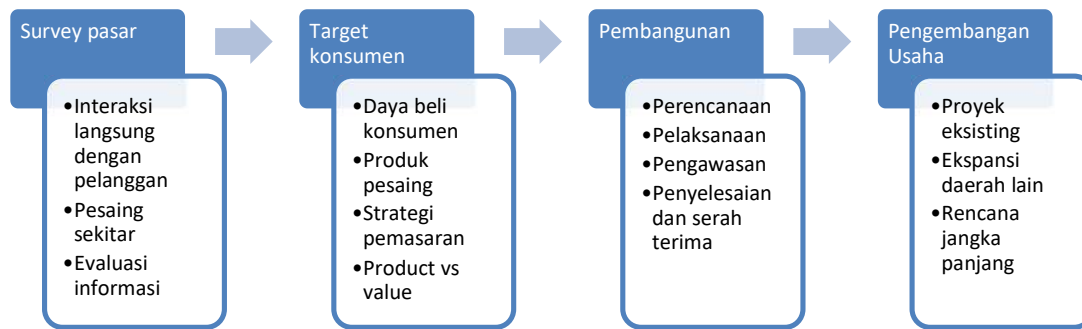 Survey pasar
•Interaksi
langsung
dengan
pelanggan
•Pesaing
sekitar
•Evaluasi
informasi
Target
konsumen
•Daya beli
konsumen
•Produk
pesaing
•Strategi
pemasaran
•Product vs
value
Pembangunan
•Perencanaan
•Pelaksanaan
•Pengawasan
•Penyelesaian
dan serah
terima
Pengembangan
Usaha
•Proyek
eksisting
•Ekspansi
daerah lain
•Rencana
jangka
panjang